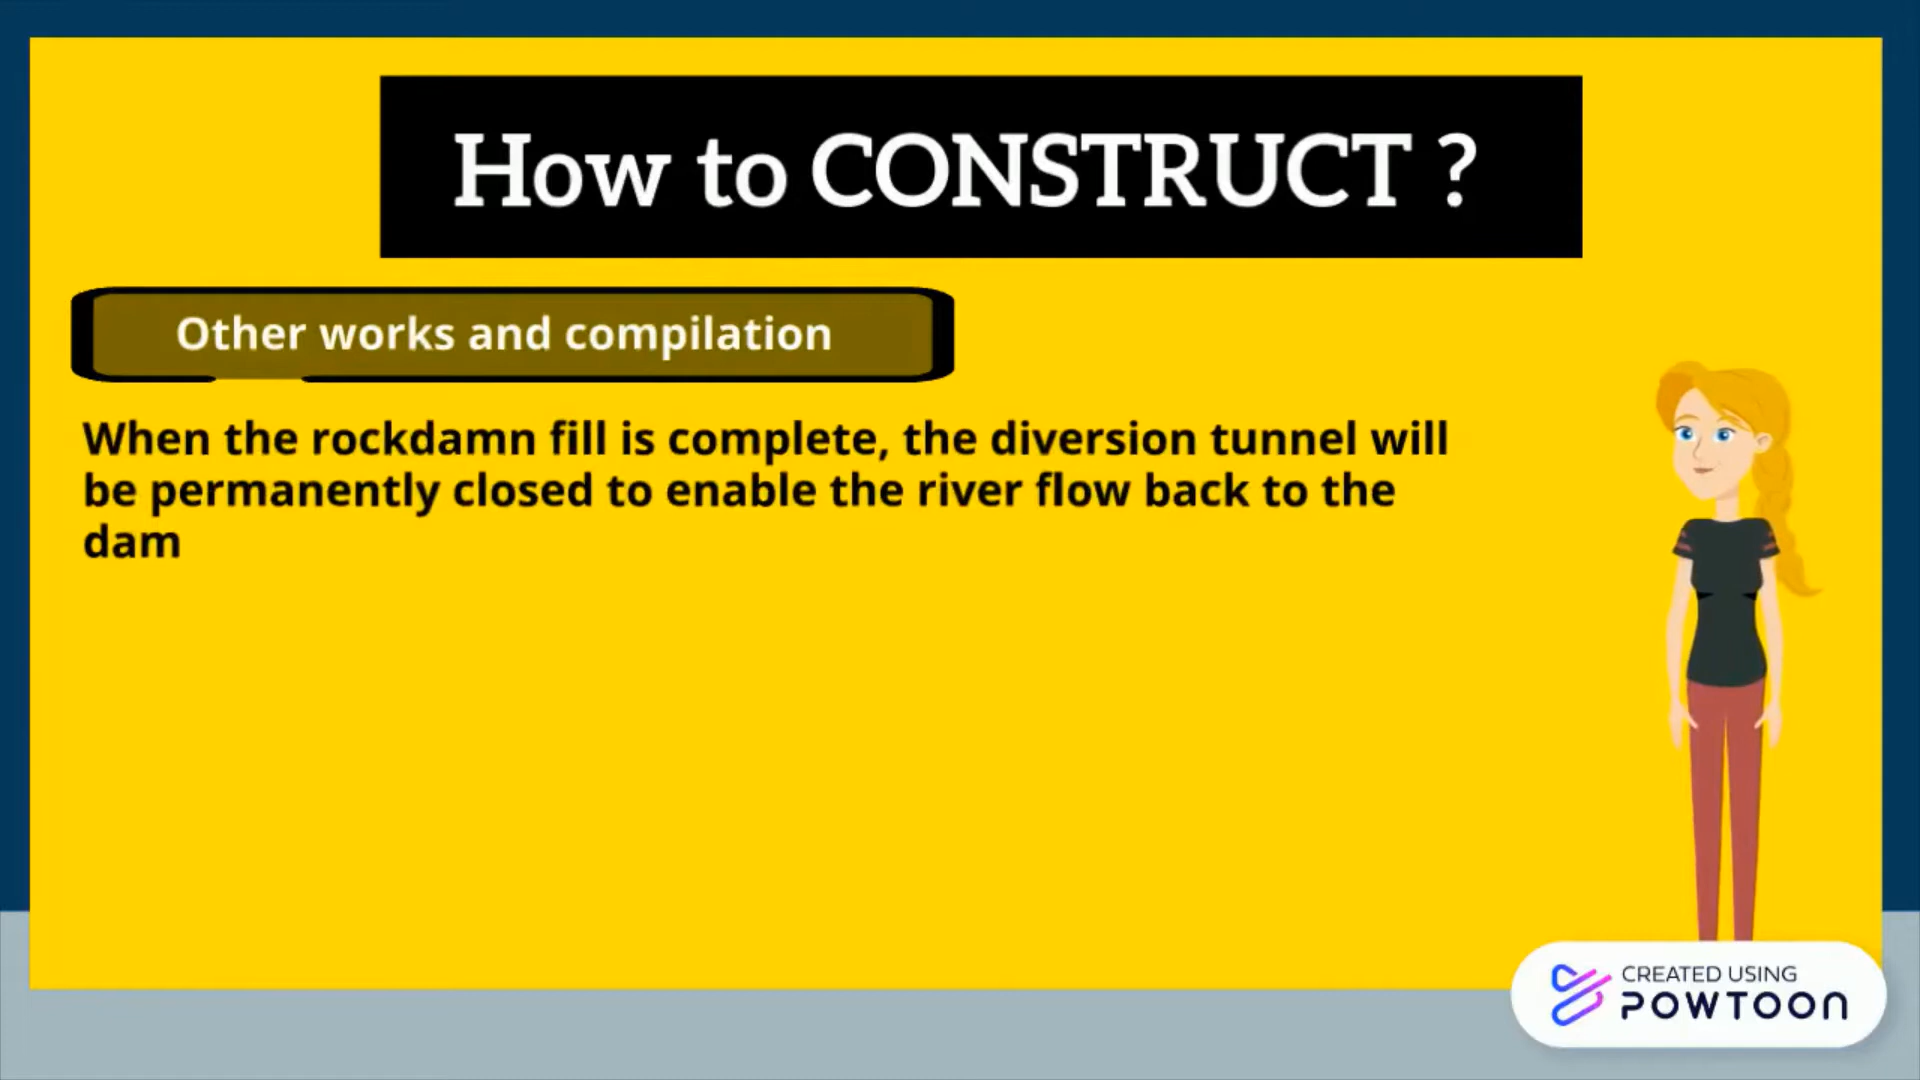 How to CONSTRUCT ?
Other works and compilation
When the rockdamn fill is complete, the diversion tunnel will
be permanently closed to enable the river flow back to the
dam
CREATED USING
POWTOON